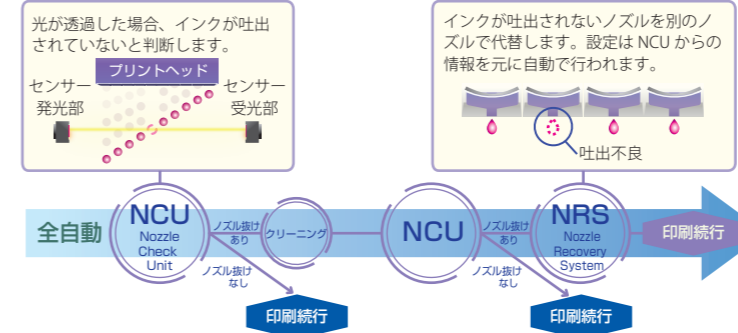 光が透過した場合、インクが吐出
されていないと判断します。
プリントヘッド
センサー
発光部
センサー
受光部
インクが吐出されないノズルを別のノ
ズルで代替します。設定は NCU からの
情報を元に自動で行われます。
吐出不良
全自動
NCU
Nozzle
Check
Unit
ノズル抜け
あり
クリーニング
ノズル抜け
なし
印刷続行
NCU
ノズル抜け
あり
ノズル抜け
なし
印刷続行
NRS
Nozzle
Recovery
System
印刷続行